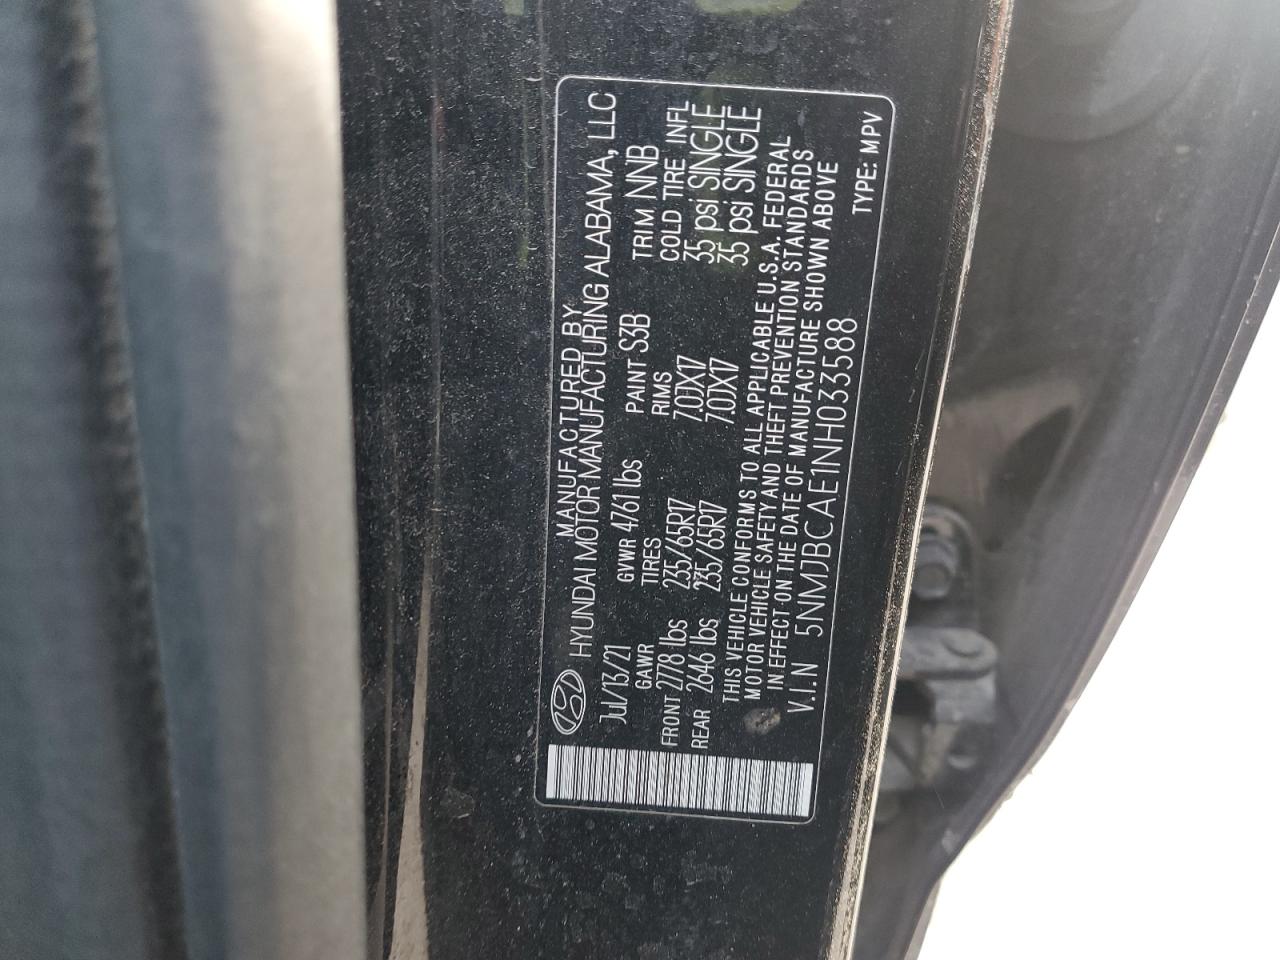 MANUFACTURED BY
HYUNDAI MOTOR MANUFACTURING ALABAMA, LLC
Jul/13/21 GVWR 4761 lbs PAINT S3B TRIM NNB
GAWR TIRES RIMS COLD TIRE INFL
FRONT 2778 lbs 235/65R17 7.0JX17 35 psi SINGLE
REAR 2646 lbs 235/65R17 7.0JX17 35 psi SINGLE
THIS VEHICLE CONFORMS TO ALL APPLICABLE U.S.A. FEDERAL
MOTOR VEHICLE SAFETY AND THEFT PREVENTION STANDARDS
IN EFFECT ON THE DATE OF MANUFACTURE SHOWN ABOVE
V.I.N 5NMJBCAE1NH033588 TYPE: MPV